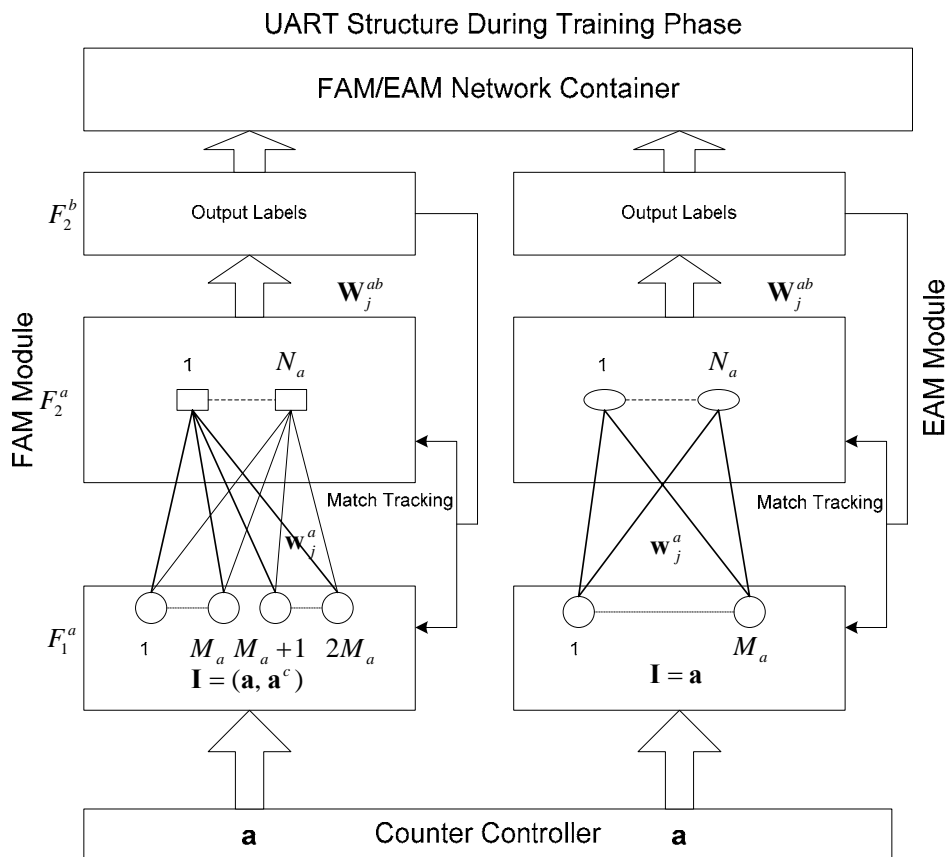 UART Structure During Training Phase
FAM/EAM Network Container
F_2^b
Output Labels
Output Labels
W_j^{ab}
W_j^{ab}
FAM Module
EAM Module
F_2^a
1
N_a
1
N_a
Match Tracking
Match Tracking
w_j^a
w_j^a
F_1^a
1
M_a
M_a +1
2M_a
1
M_a
I = (a, a^c)
I = a
a
Counter Controller
a